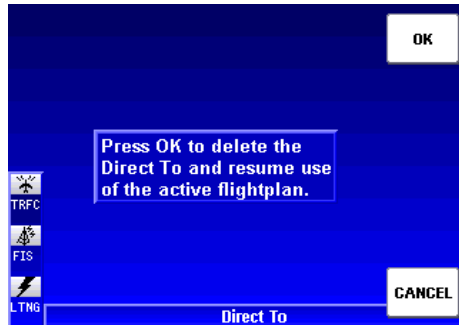 OK
Press OK to delete the
Direct To and resume use
of the active flightplan.
TRFC
FIS
LTNG
CANCEL
Direct To